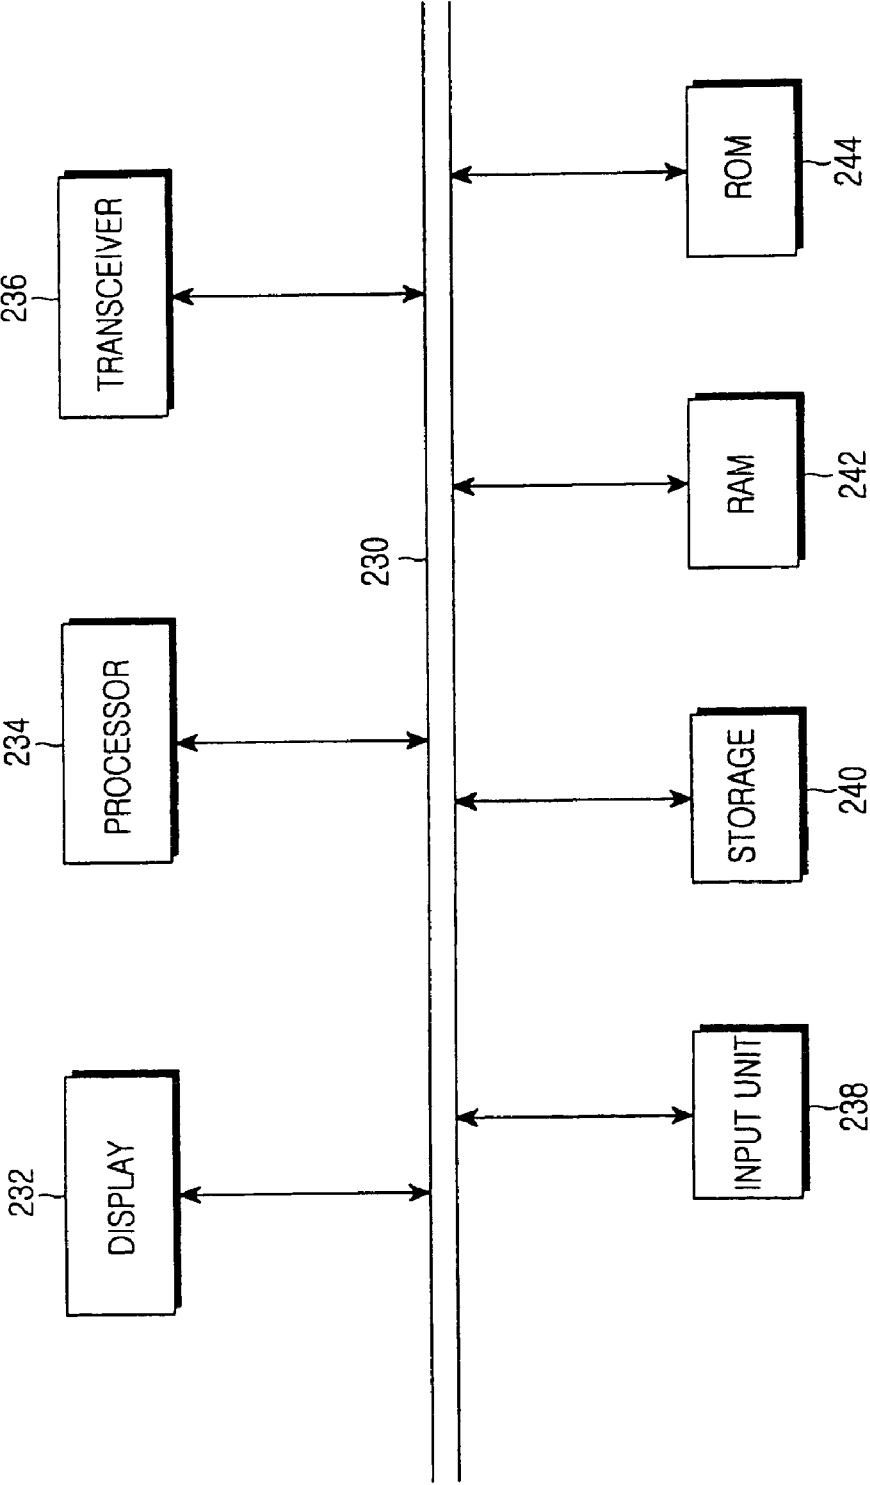 232
234
236
DISPLAY
PROCESSOR
TRANSCEIVER
230
INPUT UNIT
STORAGE
RAM
ROM
238
240
242
244